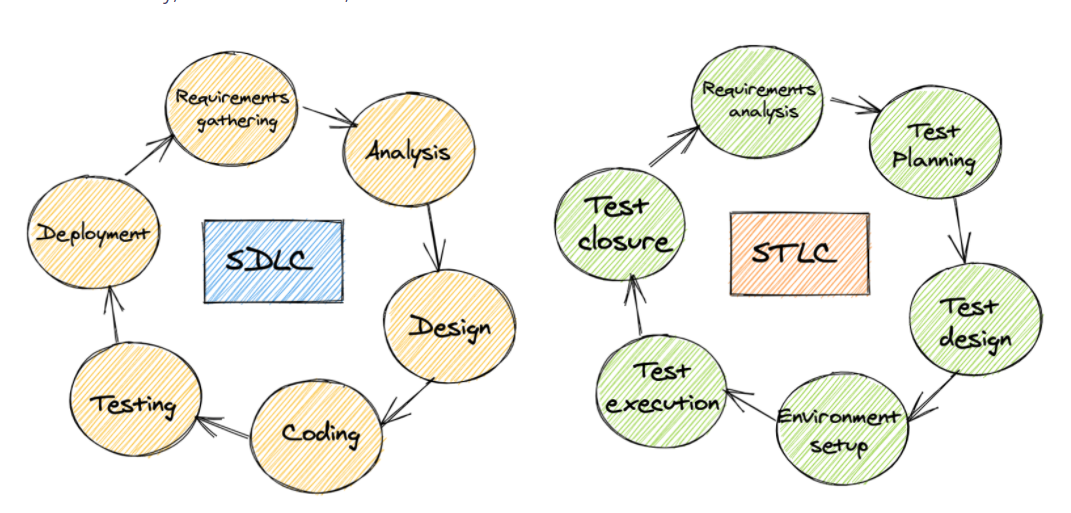 Requirements
gathering
Analysis
Design
Coding
Testing
Deployment
SDLC
Requirements
analysis
Test
Planning
Test
design
Environment
setup
Test
execution
Test
closure
STLC